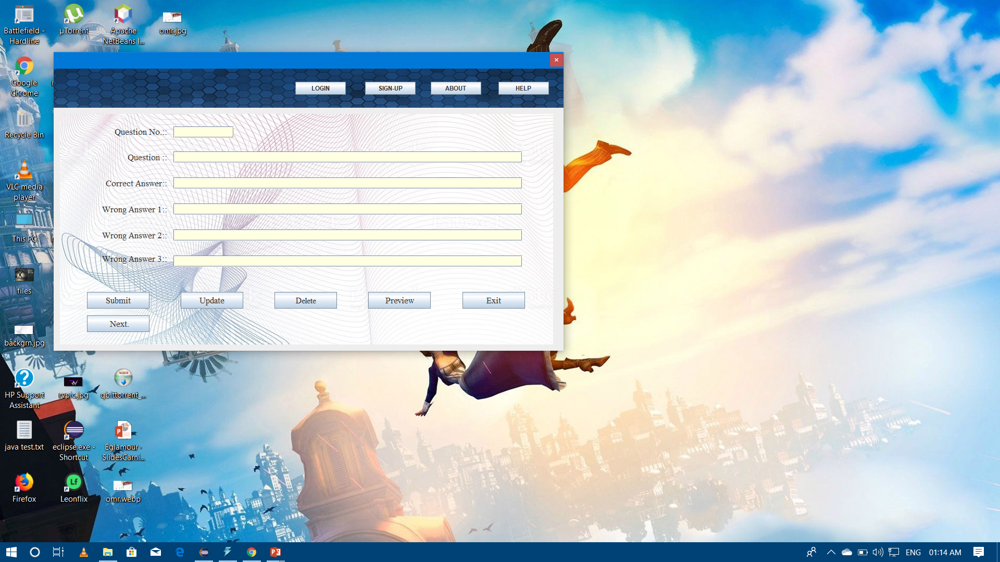 Battlefield -
Hardline
µTorrent
Apache
NetBeans I...
omr.jpg
Google
Chrome
Recycle Bin
VLC media
player
This PC
files
backgrn.jpg
HP Support
Assistant
rvpic.jpg
qbittorrent_...
java test.txt
eclipse.exe -
Shortcut
Eglamour ·
SlidesCarni...
Firefox
Leonflix
omr.webp
LOGIN
SIGN-UP
ABOUT
HELP
Question No.::
Question ::
Correct Answer::
Wrong Answer 1::
Wrong Answer 2::
Wrong Answer 3::
Submit
Update
Delete
Preview
Exit
Next.
ENG
01:14 AM